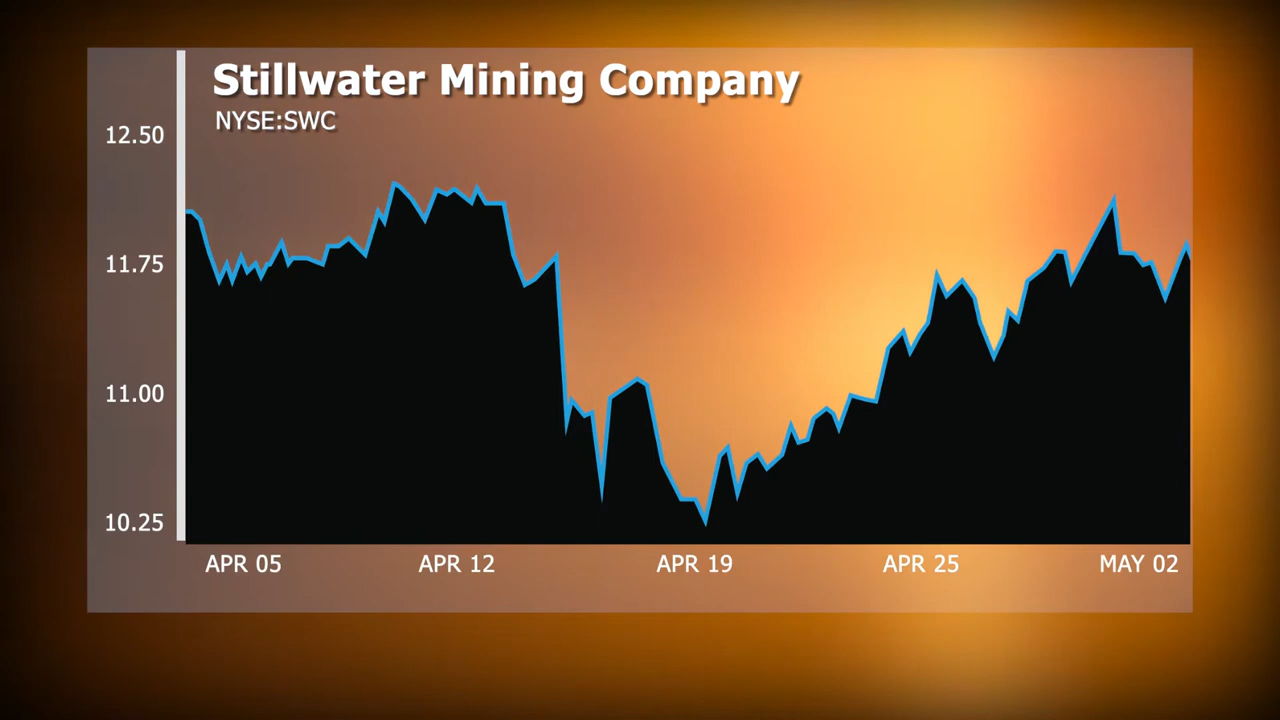 Stillwater Mining Company
NYSE:SWC
12.50
11.75
11.00
10.25
APR 05 APR 12 APR 19 APR 25 MAY 02